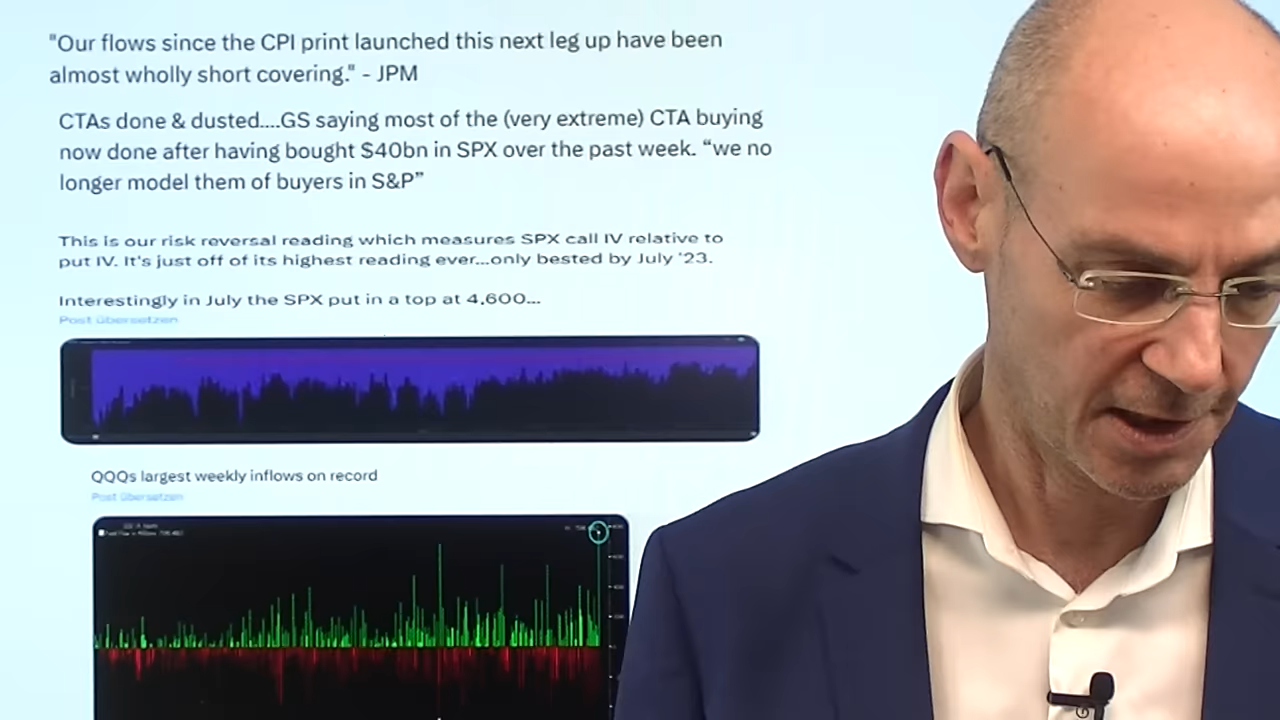 "Our flows since the CPI print launched this next leg up have been
almost wholly short covering." - JPM
CTAs done & dusted....GS saying most of the (very extreme) CTA buying
now done after having bought $40bn in SPX over the past week. “we no
longer model them of buyers in S&P”
This is our risk reversal reading which measures SPX call IV relative to
put IV. It's just off of its highest reading ever...only bested by July '23.
Interestingly in July the SPX put in a top at 4,600...
Post übersetzen
QQQs largest weekly inflows on record
Post übersetzen